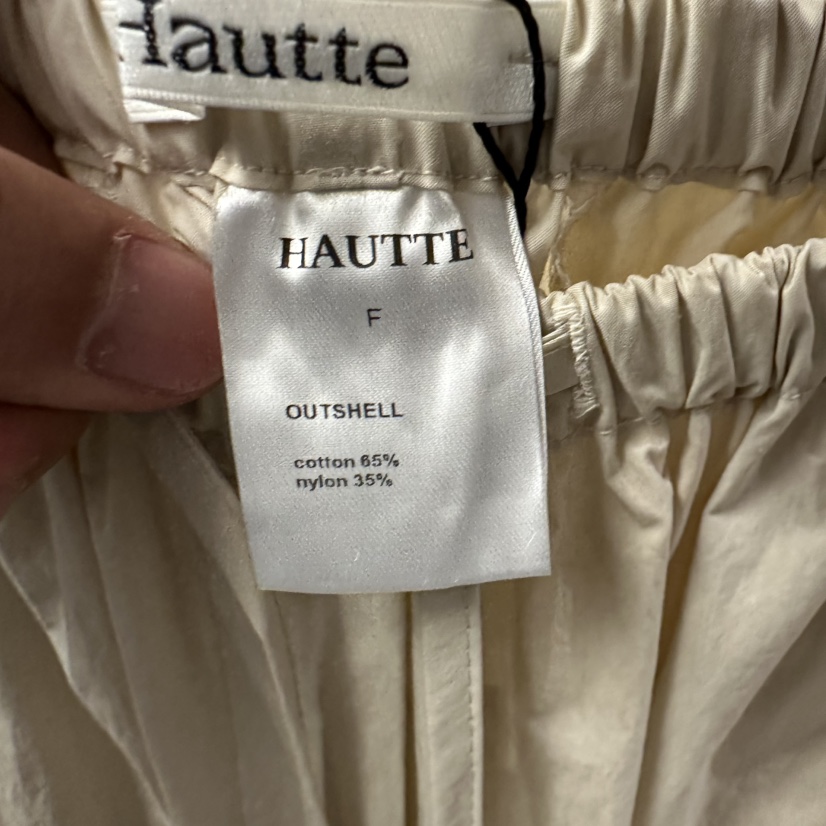 Hautte
HAUTTE
F
OUTSHELL
cotton 65%
nylon 35%